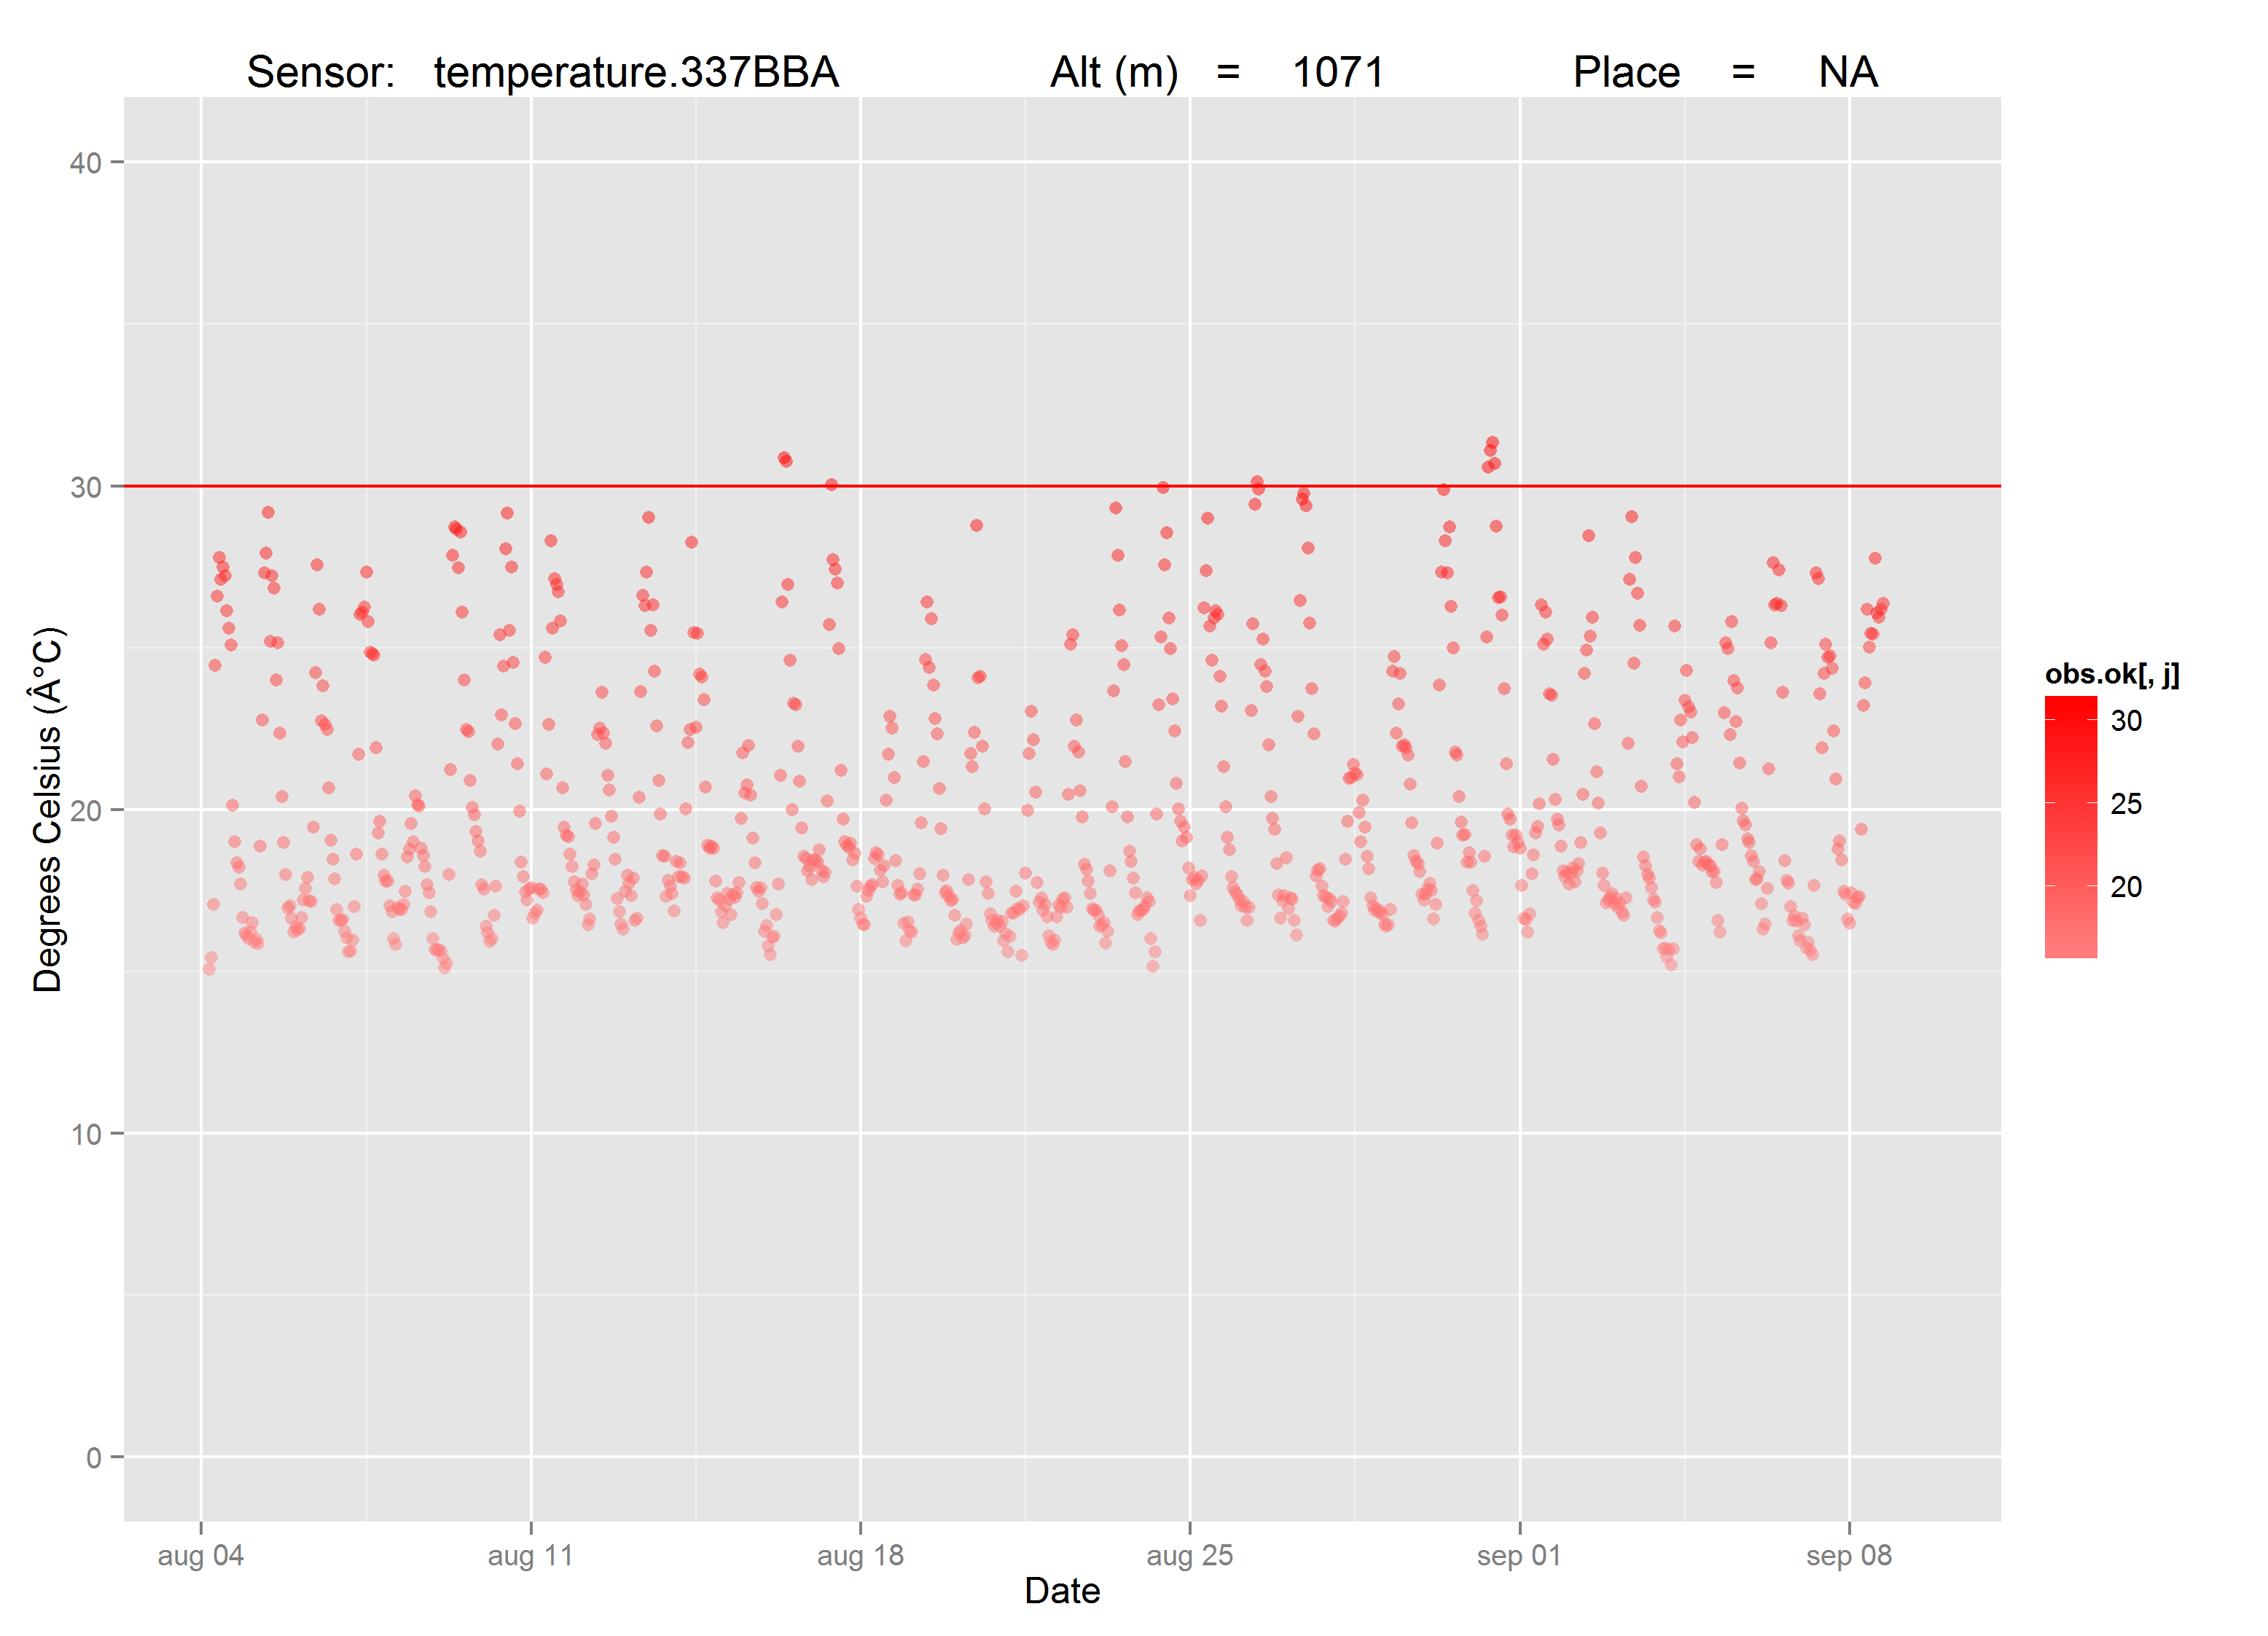 Sensor: temperature.337BBA Alt (m) = 1071 Place = NA
40
30
20
10
0
Degrees Celsius (Â°C)
aug 04 aug 11 aug 18 aug 25 sep 01 sep 08
Date
obs.ok[, j]
30
25
20